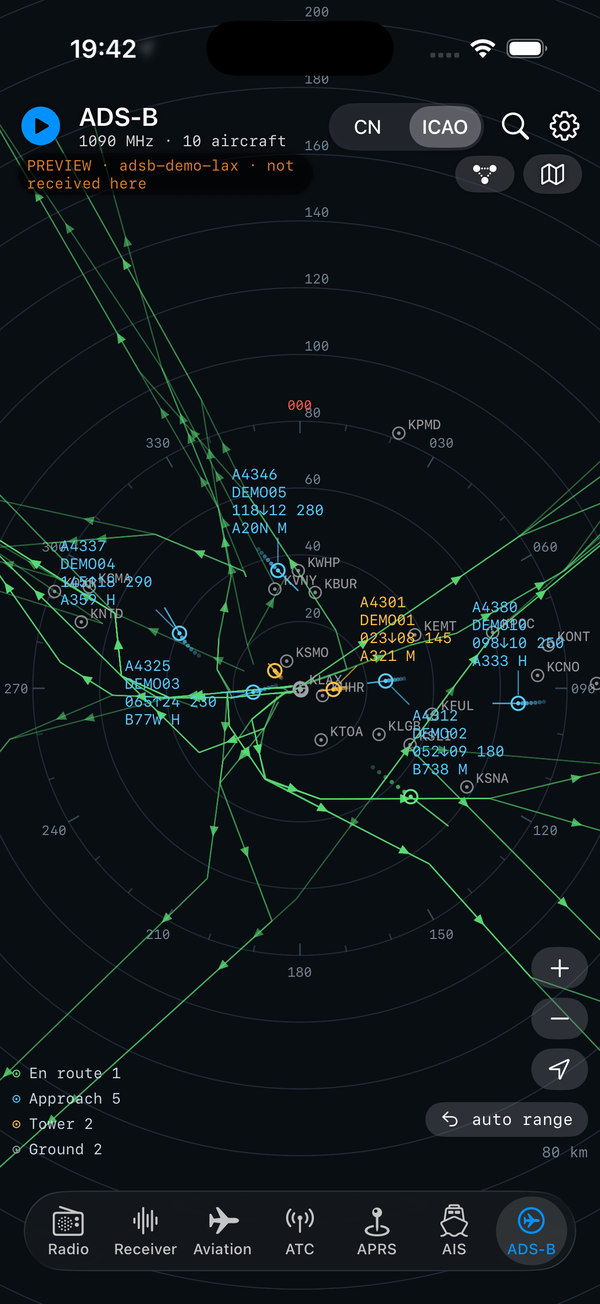 200
19:42
180
ADS-B
1090 MHz · 10 aircraft
CN
ICAO
160
PREVIEW · adsb-demo-lax · not
received here
140
120
100
000
80
KPMD
330
030
A4346
DEMO05
118↓12 280
A20N M
60
40
060
300
A4337
DEMO04
290
A359 H
KNTD
KWHP
KVNY
KBUR
20
A4301
DEMO01
023↓08 145
A321 M
KEMT
A4380
DEMO10
098↓10 250
A333 H
KONT
KCNO
KSMO
A4325
DEMO03
065↑24 230
B77W H
270
KLAX
KHHR
090
KFUL
KTOA
KLGB
A4312
DEMO02
052↓09 180
B738 M
KSNA
240
120
210
150
180
En route 1
Approach 5
Tower 2
Ground 2
+
−
auto range
80 km
Radio
Receiver
Aviation
ATC
APRS
AIS
ADS-B